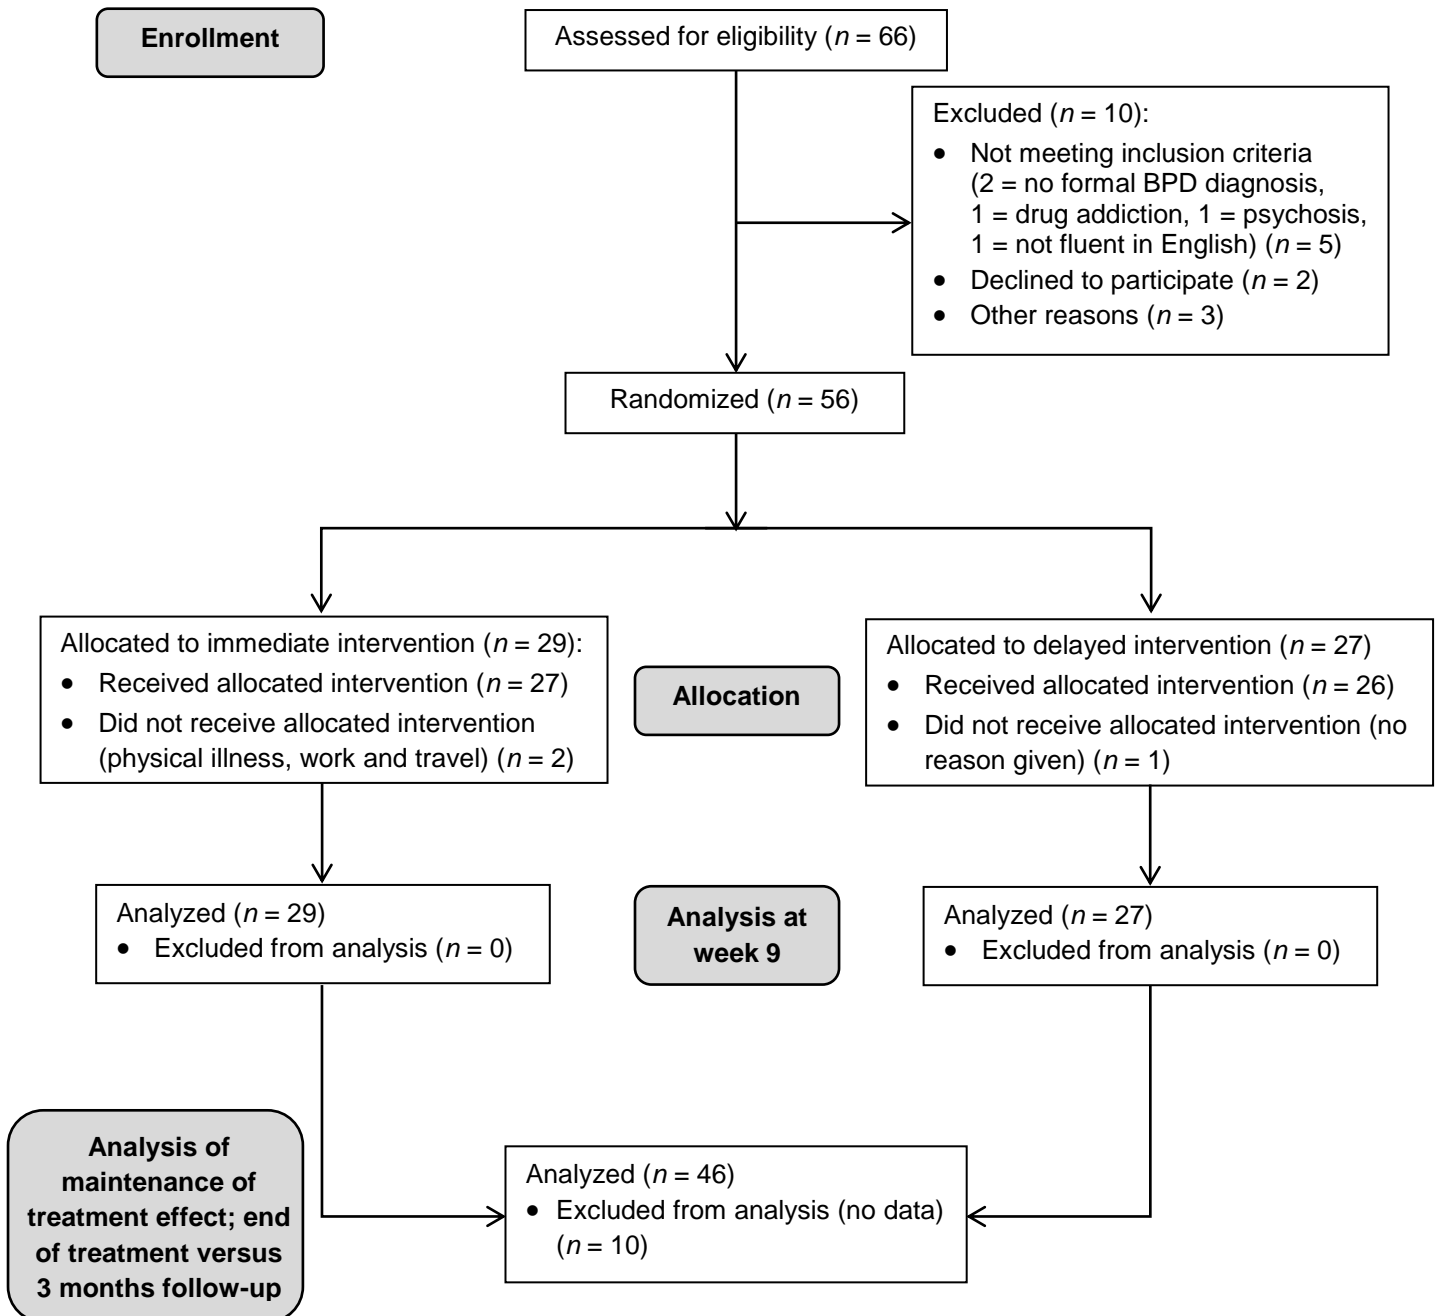 Enrollment
Assessed for eligibility (n = 66)
Excluded (n = 10):
• Not meeting inclusion criteria
(2 = no formal BPD diagnosis,
1 = drug addiction, 1 = psychosis,
1 = not fluent in English) (n = 5)
• Declined to participate (n = 2)
• Other reasons (n = 3)
Randomized (n = 56)
Allocated to immediate intervention (n = 29):
• Received allocated intervention (n = 27)
• Did not receive allocated intervention
(physical illness, work and travel) (n = 2)
Allocation
Allocated to delayed intervention (n = 27)
• Received allocated intervention (n = 26)
• Did not receive allocated intervention (no
reason given) (n = 1)
Analyzed (n = 29)
• Excluded from analysis (n = 0)
Analysis at
week 9
Analyzed (n = 27)
• Excluded from analysis (n = 0)
Analysis of
maintenance of
treatment effect; end
of treatment versus
3 months follow-up
Analyzed (n = 46)
• Excluded from analysis (no data)
(n = 10)